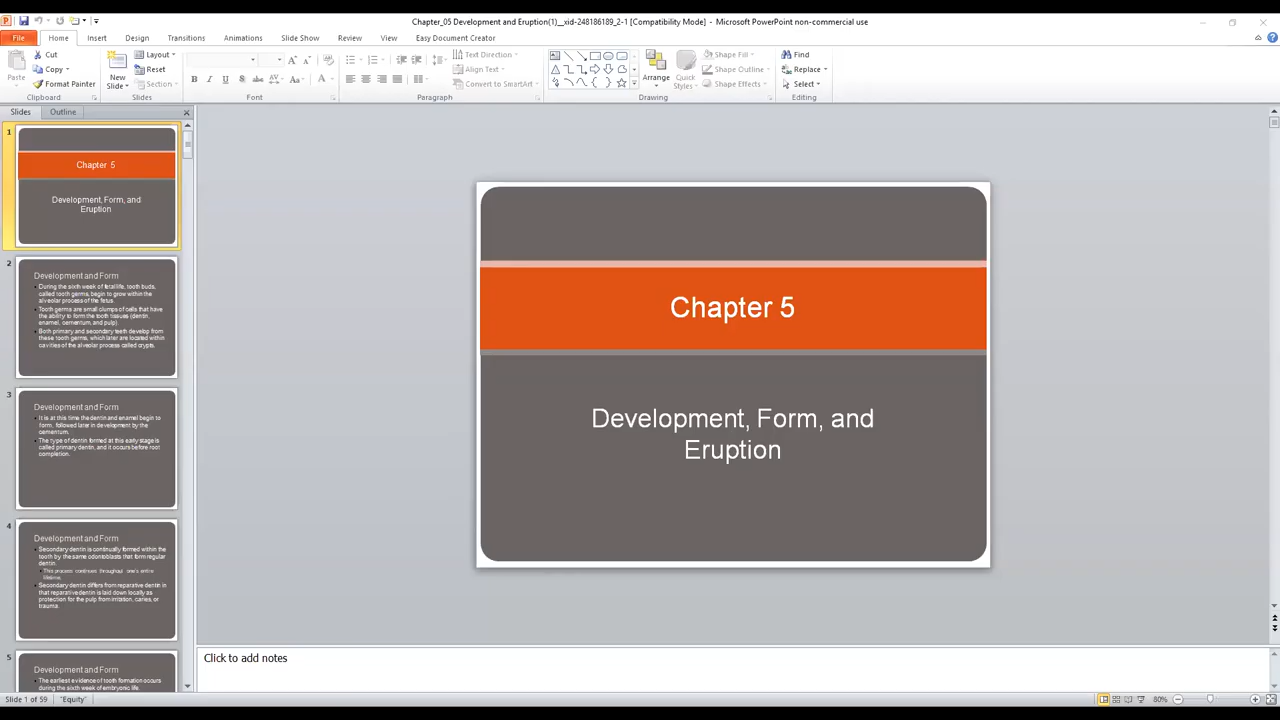 Chapter_05 Development and Eruption(1)__xid-248186189_2-1 [Compatibility Mode] - Microsoft PowerPoint non-commercial use
File Home Insert Design Transitions Animations Slide Show Review View Easy Document Creator
Paste
Cut
Copy
Format Painter
Clipboard
New
Slide
Layout
Reset
Section
Slides
Font
Text Direction
Align Text
Convert to SmartArt
Paragraph
Arrange
Quick
Styles
Shape Fill
Shape Outline
Shape Effects
Drawing
Find
Replace
Select
Editing
Slides Outline
1
Chapter 5
Development, Form, and
Eruption
2
Development and Form
During the sixth week of fetal life, tooth buds,
called tooth germs, begin to grow within the
alveolar process of the fetus.
Tooth germs are small clumps of cells that have
the ability to form the tooth tissues (dentin,
enamel, cementum, and pulp).
Both primary and secondary teeth develop from
these tooth germs, which later are located within
cavities of the alveolar process called crypts.
3
Development and Form
It is at this time the dentin and enamel begin to
form, followed later in development by the
cementum.
The type of dentin formed at this early stage is
called primary dentin, and it occurs before root
completion.
4
Development and Form
Secondary dentin is continually formed within the
tooth by the same odontoblasts that form regular
dentin.
This process continues throughout one's entire
lifetime.
Secondary dentin differs from reparative dentin in
that reparative dentin is laid down locally as
protection for the pulp from irritation, caries, or
trauma.
5
Development and Form
The earliest evidence of tooth formation occurs
during the sixth week of embryonic life.
Chapter 5
Development, Form, and
Eruption
Click to add notes
Slide 1 of 59 "Equity" 80%